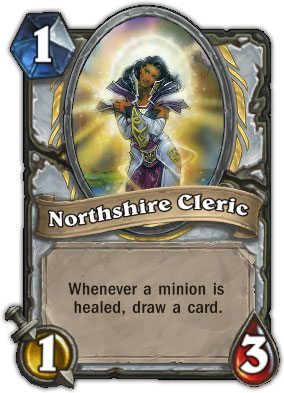 1
Northshire Cleric
Whenever a minion is
healed, draw a card.
1
3